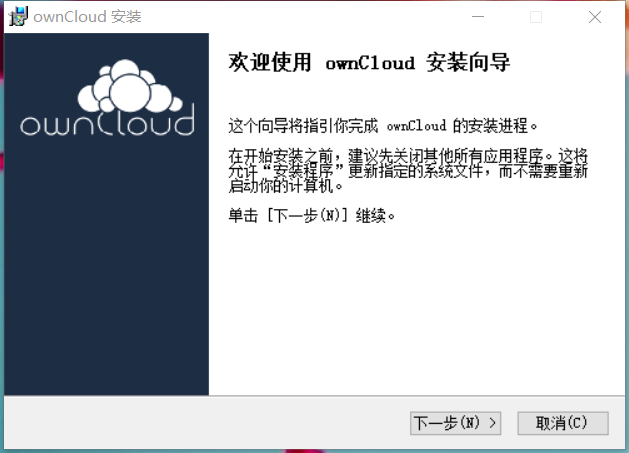 ownCloud 安装
ownCloud
欢迎使用 ownCloud 安装向导
这个向导将指引你完成 ownCloud 的安装进程。
在开始安装之前，建议先关闭其他所有应用程序。这将
允许“安装程序”更新指定的系统文件，而不需要重新
启动你的计算机。
单击 [下一步(N)] 继续。
下一步(N) >
取消(C)